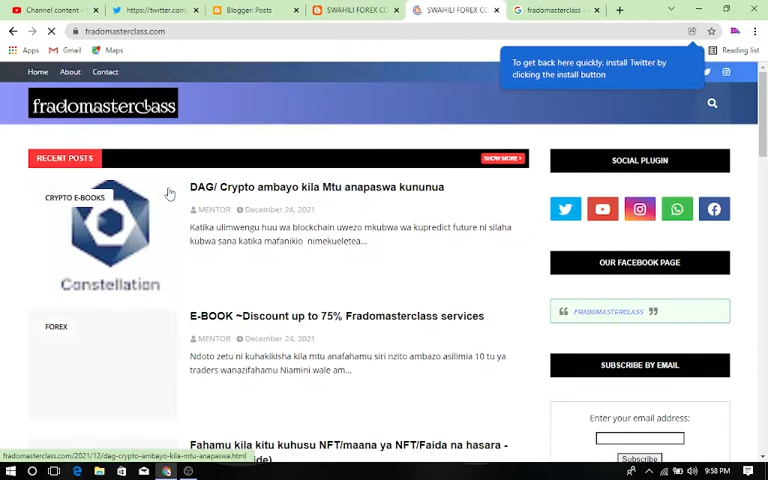 Channel content -
https://twitter.com
Blogger: Posts
SWAHILI FOREX CO
SWAHILI FOREX CO
fradomasterclass -
fradomasterclass.com
Apps
Gmail
Maps
Reading list
To get back here quickly, install Twitter by
clicking the install button
Home About Contact
fradomasterclass
RECENT POSTS
SHOW MORE
SOCIAL PLUGIN
CRYPTO E-BOOKS
Constellation
DAG/ Crypto ambayo kila Mtu anapaswa kununua
MENTOR December 24, 2021
Katika ulimwengu huu wa blockchain uwezo mkubwa wa kupredict future ni silaha
kubwa sana katika mafanikio nimekueletea...
OUR FACEBOOK PAGE
FRADOMASTERCLASS
FOREX
E-BOOK ~Discount up to 75% Fradomasterclass services
MENTOR December 24, 2021
Ndoto zetu ni kuhakikisha kila mtu anafahamu siri nzito ambazo asilimia 10 tu ya
traders wanazifahamu Niamini wale am...
SUBSCRIBE BY EMAIL
Enter your email address:
Subscribe
Fahamu kila kitu kuhusu NFT/maana ya NFT/Faida na hasara -
fradomasterclass.com/2021/12/dag-crypto-ambayo-kila-mtu-anapaswa.html
9:58 PM